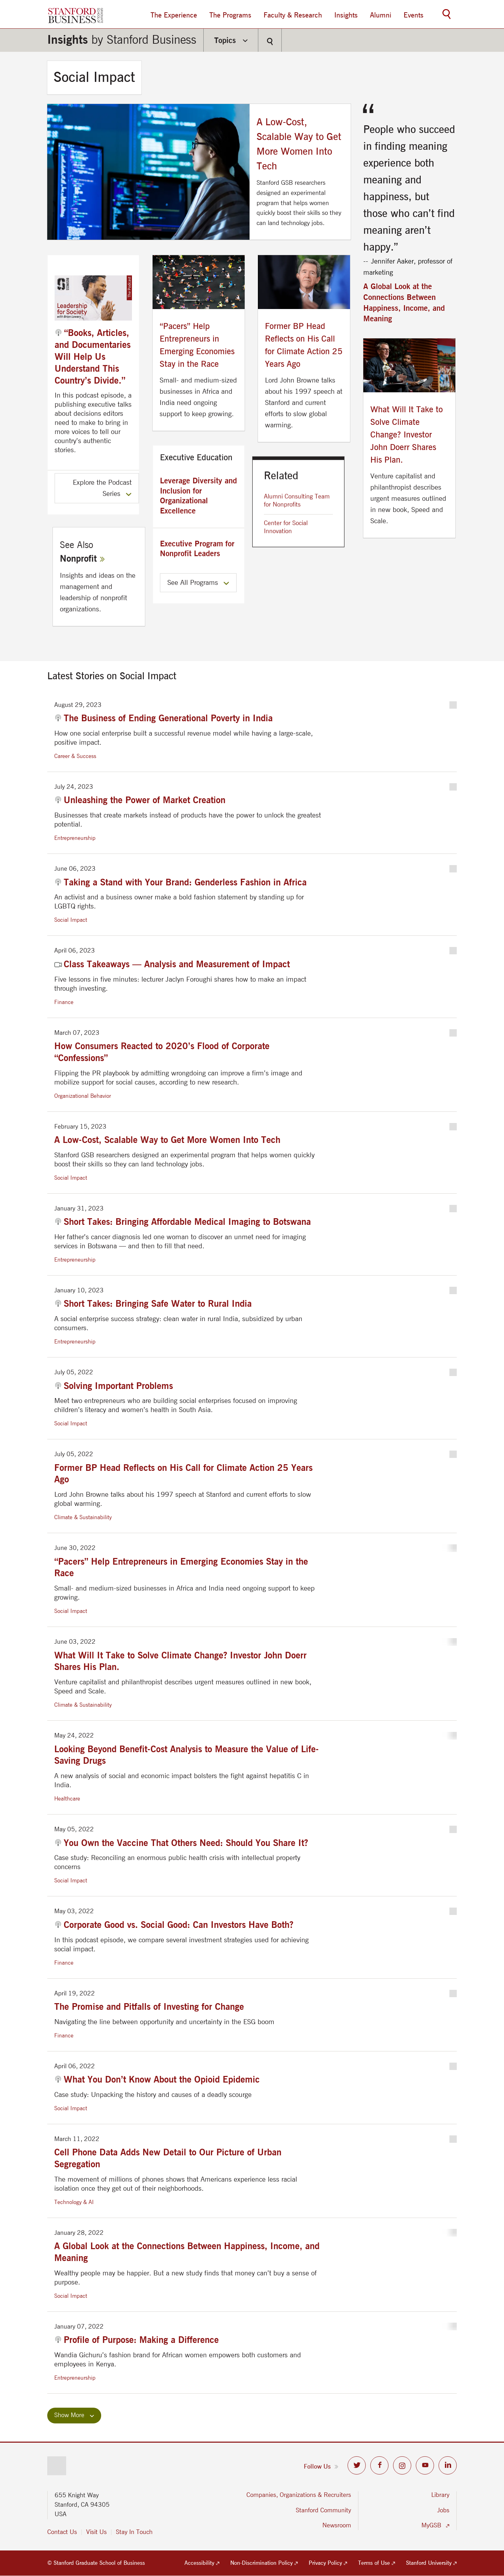 STANFORD
BUSINESS
The Experience
The Programs
Faculty & Research
Insights
Alumni
Events
Insights by Stanford Business
Topics
Social Impact
A Low-Cost,
Scalable Way to Get
More Women Into
Tech
Stanford GSB researchers
designed an experimental
program that helps women
quickly boost their skills so they
can land technology jobs.
“
People who succeed
in finding meaning
experience both
meaning and
happiness, but
those who can’t find
meaning aren’t
happy.”
-- Jennifer Aaker, professor of
marketing
A Global Look at the
Connections Between
Happiness, Income, and
Meaning
Leadership
for Society
“Books, Articles,
and Documentaries
Will Help Us
Understand This
Country’s Divide.”
In this podcast episode, a
publishing executive talks
about decisions editors
need to make to bring in
more voices to tell our
country’s authentic
stories.
Explore the Podcast
Series
See Also
Nonprofit
Insights and ideas on the
management and
leadership of nonprofit
organizations.
“Pacers” Help
Entrepreneurs in
Emerging Economies
Stay in the Race
Small- and medium-sized
businesses in Africa and
India need ongoing
support to keep growing.
Executive Education
Leverage Diversity and
Inclusion for
Organizational
Excellence
Executive Program for
Nonprofit Leaders
See All Programs
Former BP Head
Reflects on His Call
for Climate Action 25
Years Ago
Lord John Browne talks
about his 1997 speech at
Stanford and current
efforts to slow global
warming.
Related
Alumni Consulting Team
for Nonprofits
Center for Social
Innovation
What Will It Take to
Solve Climate
Change? Investor
John Doerr Shares
His Plan.
Venture capitalist and
philanthropist describes
urgent measures outlined
in new book, Speed and
Scale.
Latest Stories on Social Impact
August 29, 2023
The Business of Ending Generational Poverty in India
How one social enterprise built a successful revenue model while having a large-scale,
positive impact.
Career & Success
July 24, 2023
Unleashing the Power of Market Creation
Businesses that create markets instead of products have the power to unlock the greatest
potential.
Entrepreneurship
June 06, 2023
Taking a Stand with Your Brand: Genderless Fashion in Africa
An activist and a business owner make a bold fashion statement by standing up for
LGBTQ rights.
Social Impact
April 06, 2023
Class Takeaways — Analysis and Measurement of Impact
Five lessons in five minutes: lecturer Jaclyn Foroughi shares how to make an impact
through investing.
Finance
March 07, 2023
How Consumers Reacted to 2020’s Flood of Corporate
“Confessions”
Flipping the PR playbook by admitting wrongdoing can improve a firm’s image and
mobilize support for social causes, according to new research.
Organizational Behavior
February 15, 2023
A Low-Cost, Scalable Way to Get More Women Into Tech
Stanford GSB researchers designed an experimental program that helps women quickly
boost their skills so they can land technology jobs.
Social Impact
January 31, 2023
Short Takes: Bringing Affordable Medical Imaging to Botswana
Her father’s cancer diagnosis led one woman to discover an unmet need for imaging
services in Botswana — and then to fill that need.
Entrepreneurship
January 10, 2023
Short Takes: Bringing Safe Water to Rural India
A social enterprise success strategy: clean water in rural India, subsidized by urban
consumers.
Entrepreneurship
July 05, 2022
Solving Important Problems
Meet two entrepreneurs who are building social enterprises focused on improving
children’s literacy and women’s health in South Asia.
Social Impact
July 05, 2022
Former BP Head Reflects on His Call for Climate Action 25 Years
Ago
Lord John Browne talks about his 1997 speech at Stanford and current efforts to slow
global warming.
Climate & Sustainability
June 30, 2022
“Pacers” Help Entrepreneurs in Emerging Economies Stay in the
Race
Small- and medium-sized businesses in Africa and India need ongoing support to keep
growing.
Social Impact
June 03, 2022
What Will It Take to Solve Climate Change? Investor John Doerr
Shares His Plan.
Venture capitalist and philanthropist describes urgent measures outlined in new book,
Speed and Scale.
Climate & Sustainability
May 24, 2022
Looking Beyond Benefit-Cost Analysis to Measure the Value of Life-
Saving Drugs
A new analysis of social and economic impact bolsters the fight against hepatitis C in
India.
Healthcare
May 05, 2022
You Own the Vaccine That Others Need: Should You Share It?
Case study: Reconciling an enormous public health crisis with intellectual property
concerns
Social Impact
May 03, 2022
Corporate Good vs. Social Good: Can Investors Have Both?
In this podcast episode, we compare several investment strategies used for achieving
social impact.
Finance
April 19, 2022
The Promise and Pitfalls of Investing for Change
Navigating the line between opportunity and uncertainty in the ESG boom
Finance
April 06, 2022
What You Don’t Know About the Opioid Epidemic
Case study: Unpacking the history and causes of a deadly scourge
Social Impact
March 11, 2022
Cell Phone Data Adds New Detail to Our Picture of Urban
Segregation
The movement of millions of phones shows that Americans experience less racial
isolation once they get out of their neighborhoods.
Technology & AI
January 28, 2022
A Global Look at the Connections Between Happiness, Income, and
Meaning
Wealthy people may be happier. But a new study finds that money can’t buy a sense of
purpose.
Social Impact
January 07, 2022
Profile of Purpose: Making a Difference
Wandia Gichuru’s fashion brand for African women empowers both customers and
employees in Kenya.
Entrepreneurship
Show More
Follow Us
655 Knight Way
Stanford, CA 94305
USA
Contact Us
Visit Us
Stay In Touch
Companies, Organizations & Recruiters
Stanford Community
Newsroom
Library
Jobs
MyGSB
© Stanford Graduate School of Business
Accessibility
Non-Discrimination Policy
Privacy Policy
Terms of Use
Stanford University